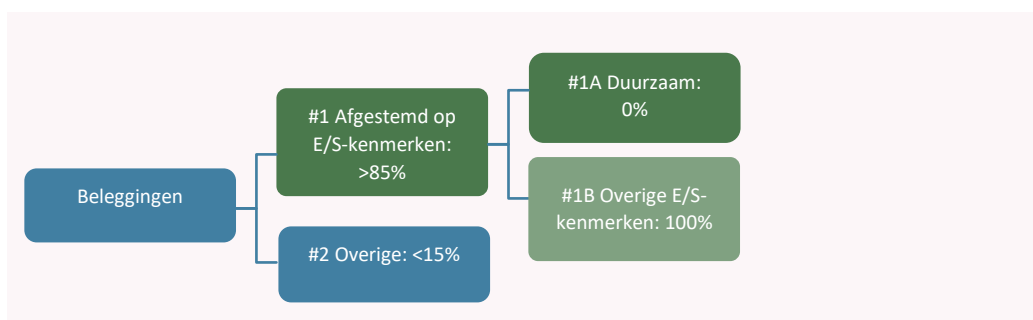 Beleggingen
#1 Afgestemd op
E/S-kenmerken:
>85%
#2 Overige: <15%
#1A Duurzaam:
0%
#1B Overige E/S-
kenmerken: 100%